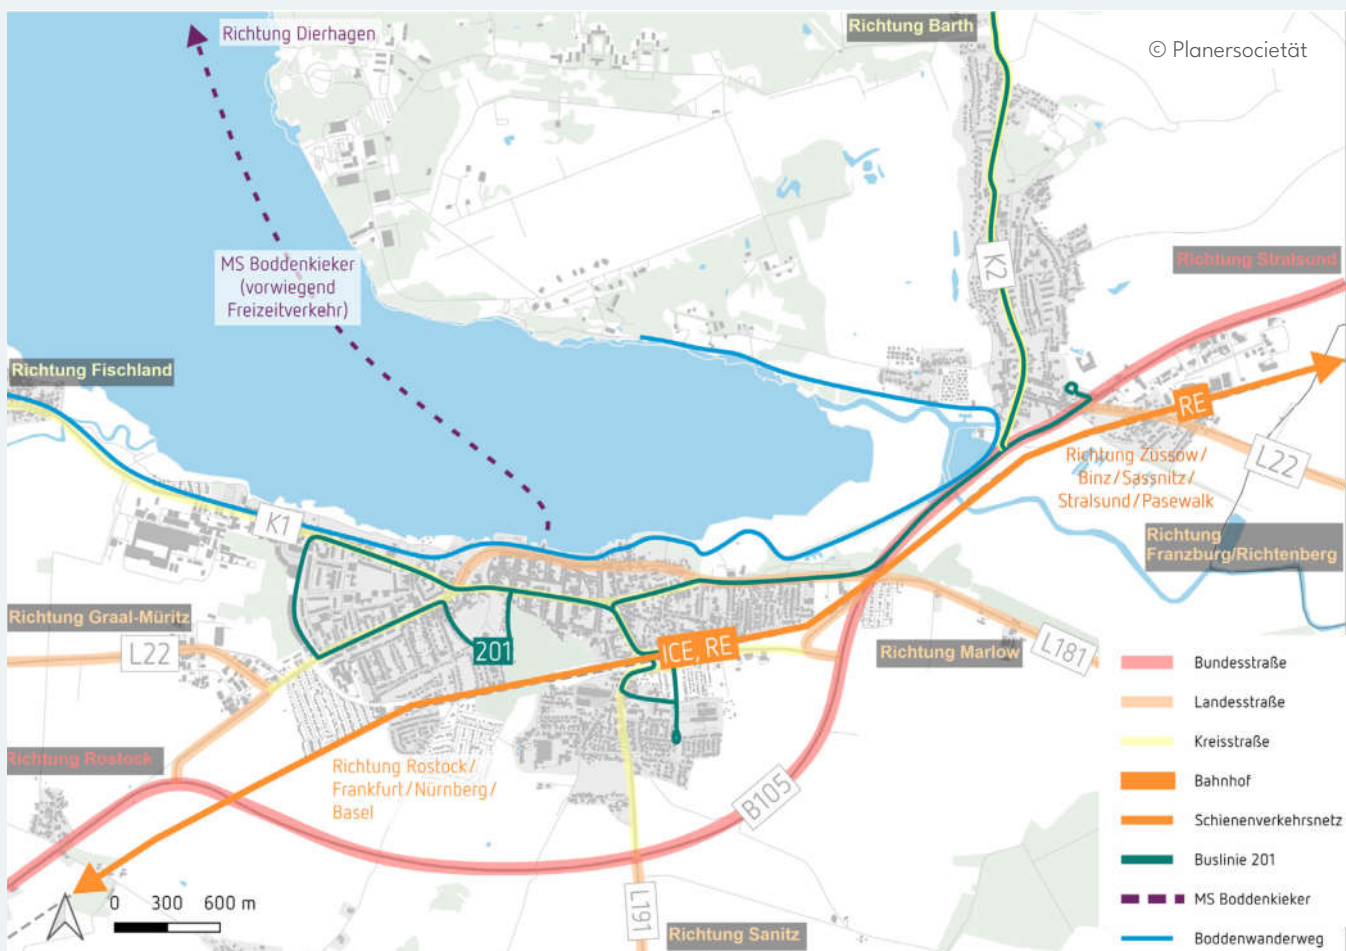 Richtung Dierhagen
Richtung Barth
© Planersocietät
MS Boddenkieker
(vorwiegend
Freizeitverkehr)
K2
Richtung Stralsund
Richtung Fischland
RE
Richtung Züssow/
Binz/Sassnitz/
Stralsund/Pasewalk
L22
K1
Richtung
Franzburg/Richtenberg
Richtung Graal-Müritz
L22
201
ICE, RE
Richtung Marlow
L181
Richtung Rostock
Richtung Rostock/
Frankfurt/Nürnberg/
Basel
B105
L191
Richtung Sanitz
0 300 600 m
Bundesstraße
Landesstraße
Kreisstraße
Bahnhof
Schienenverkehrsnetz
Buslinie 201
MS Boddenkieker
Boddenwanderweg